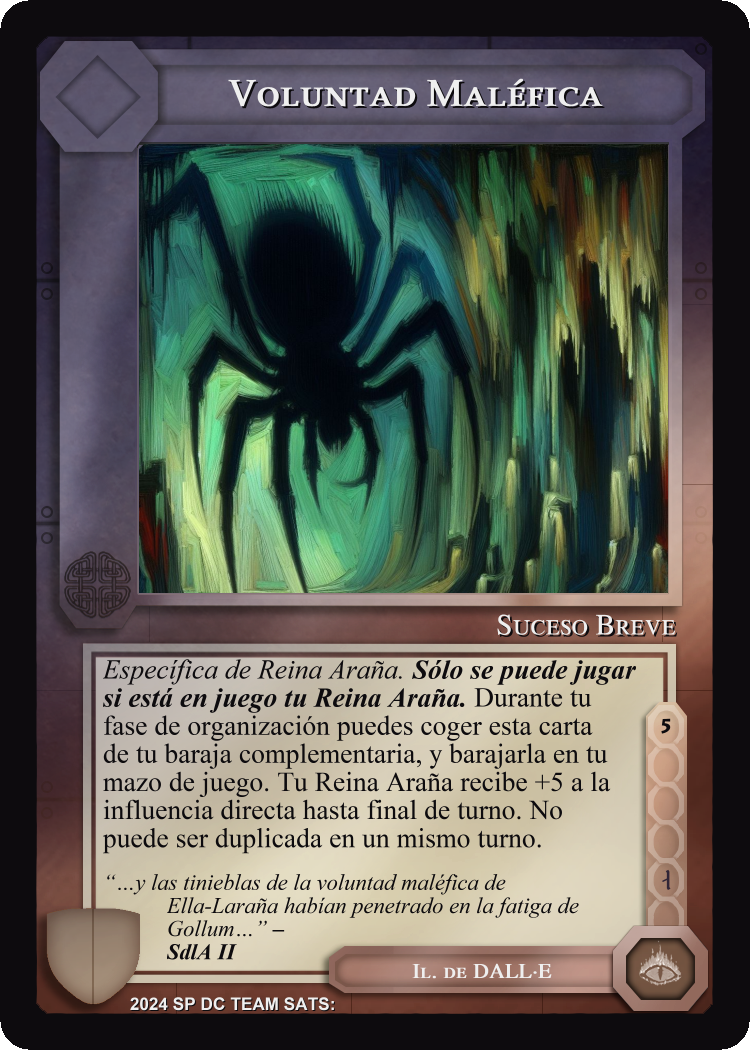 Voluntad Maléfica
Suceso Breve
Específica de Reina Araña. Sólo se puede jugar
si está en juego tu Reina Araña. Durante tu
fase de organización puedes coger esta carta
de tu baraja complementaria, y barajarla en tu
mazo de juego. Tu Reina Araña recibe +5 a la
influencia directa hasta final de turno. No
puede ser duplicada en un mismo turno.
5
“...y las tinieblas de la voluntad maléfica de
Ella-Laraña habían penetrado en la fatiga de
Gollum...” –
SdlA II
Il. de DALL·E
2024 SP DC TEAM SATS: